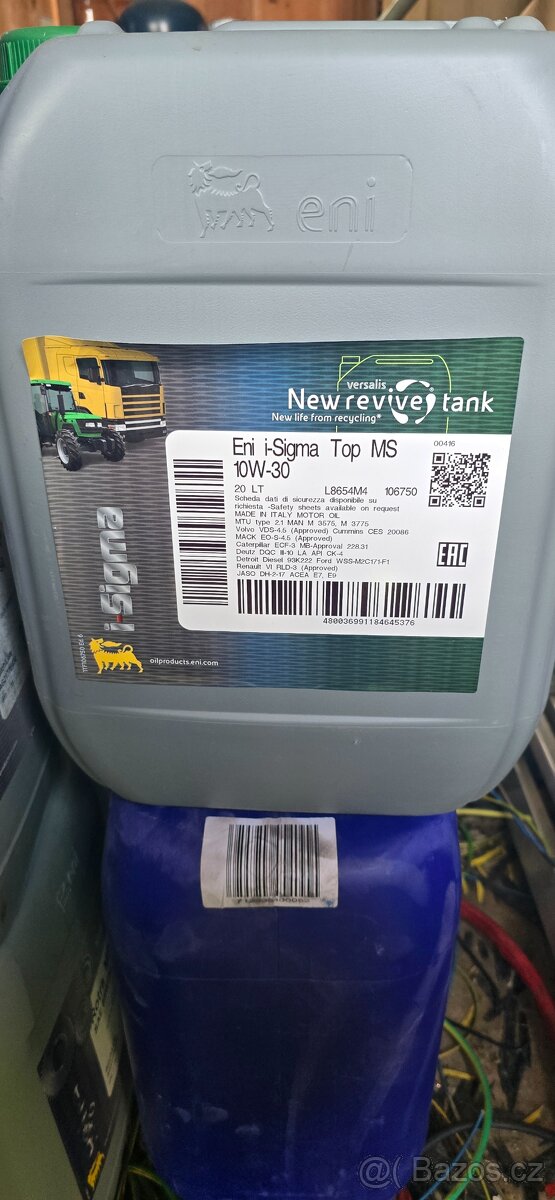 eni
versalis
New revive tank
New life from recycling*
Eni i-Sigma Top MS
10W-30
00416
20 LT L8654M4 106750
Scheda dati di sicurezza disponibile su
richiesta -Safety sheets available on request
MADE IN ITALY MOTOR OIL
MTU type 2.1 MAN M 3575, M 3775
Volvo VDS-4.5 (Approved) Cummins CES 20086
MACK EO-S-4.5 (Approved)
Caterpillar ECF-3 MB-Approval 228.31
Deutz DQC III-10 LA API CK-4
Detroit Diesel 93K222 Ford WSS-M2C171-F1
Renault VI RLD-3 (Approved)
JASO DH-2-17 ACEA E7, E9
EAC
480036991184645376
i-Sigma
oilproducts.eni.com
@ Bazos.cz